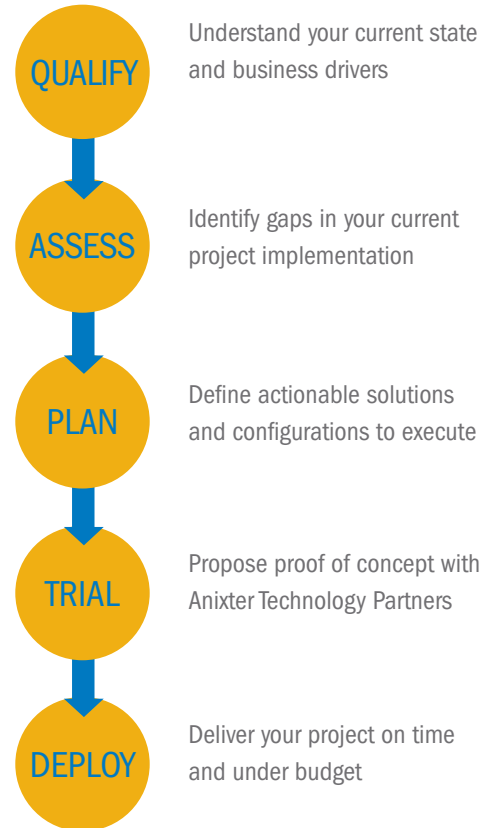 QUALIFY
Understand your current state
and business drivers
ASSESS
Identify gaps in your current
project implementation
PLAN
Define actionable solutions
and configurations to execute
TRIAL
Propose proof of concept with
Anixter Technology Partners
DEPLOY
Deliver your project on time
and under budget